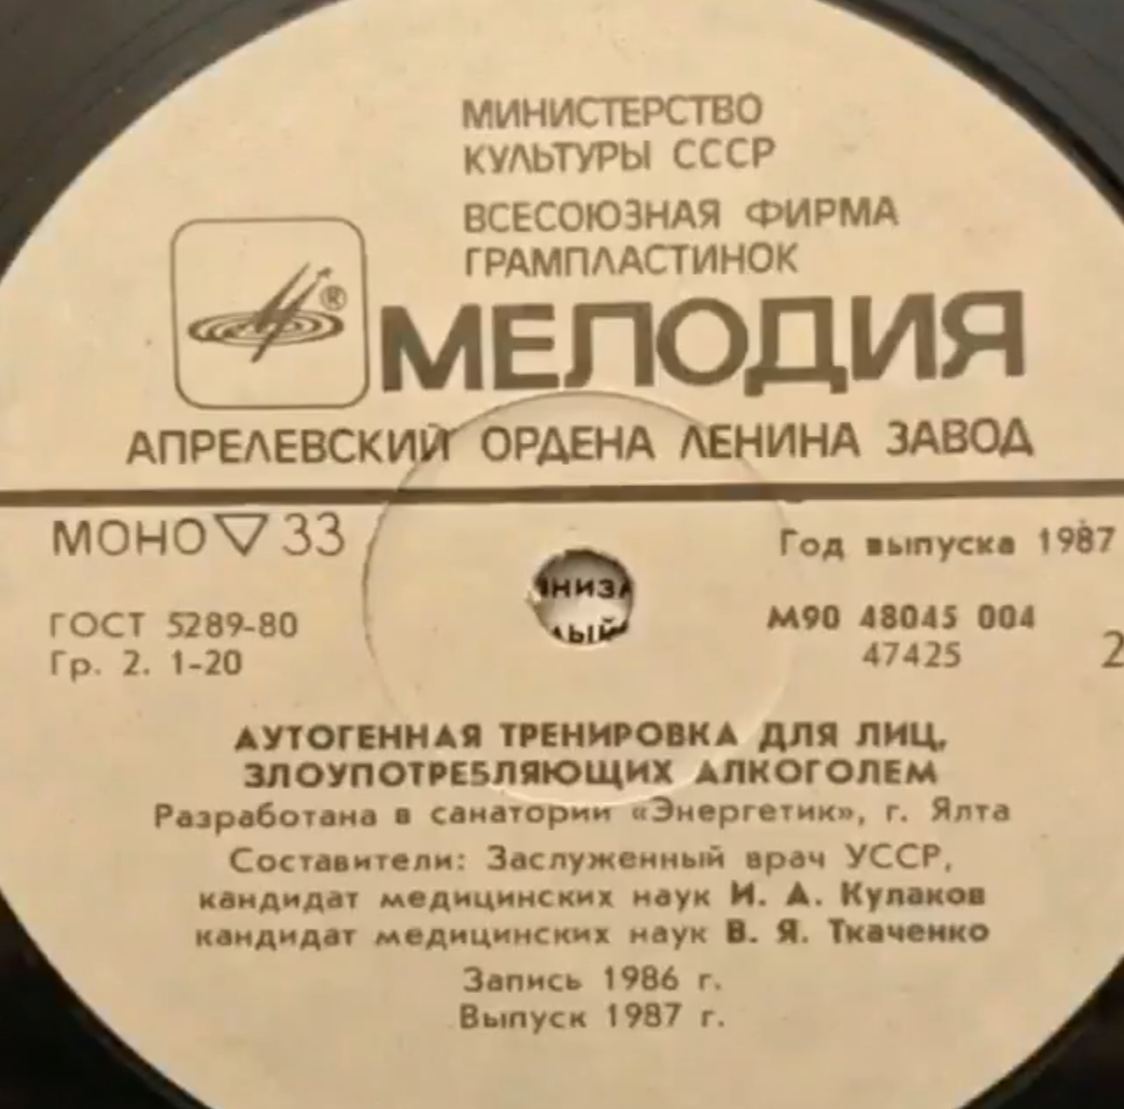 МИНИСТЕРСТВО
КУЛЬТУРЫ СССР
ВСЕСОЮЗНАЯ ФИРМА
ГРАМПЛАСТИНОК
®
МЕЛОДИЯ
АПРЕЛЕВСКИЙ ОРДЕНА ЛЕНИНА ЗАВОД
МОНО ▽ 33
Год выпуска 1987
ГОСТ 5289-80
Гр. 2. 1-20
М90 48045 004
47425
2
АУТОГЕННАЯ ТРЕНИРОВКА ДЛЯ ЛИЦ,
ЗЛОУПОТРЕБЛЯЮЩИХ АЛКОГОЛЕМ
Разработана в санатории «Энергетик», г. Ялта
Составители: Заслуженный врач УССР,
кандидат медицинских наук И. А. Кулаков
кандидат медицинских наук В. Я. Ткаченко
Запись 1986 г.
Выпуск 1987 г.